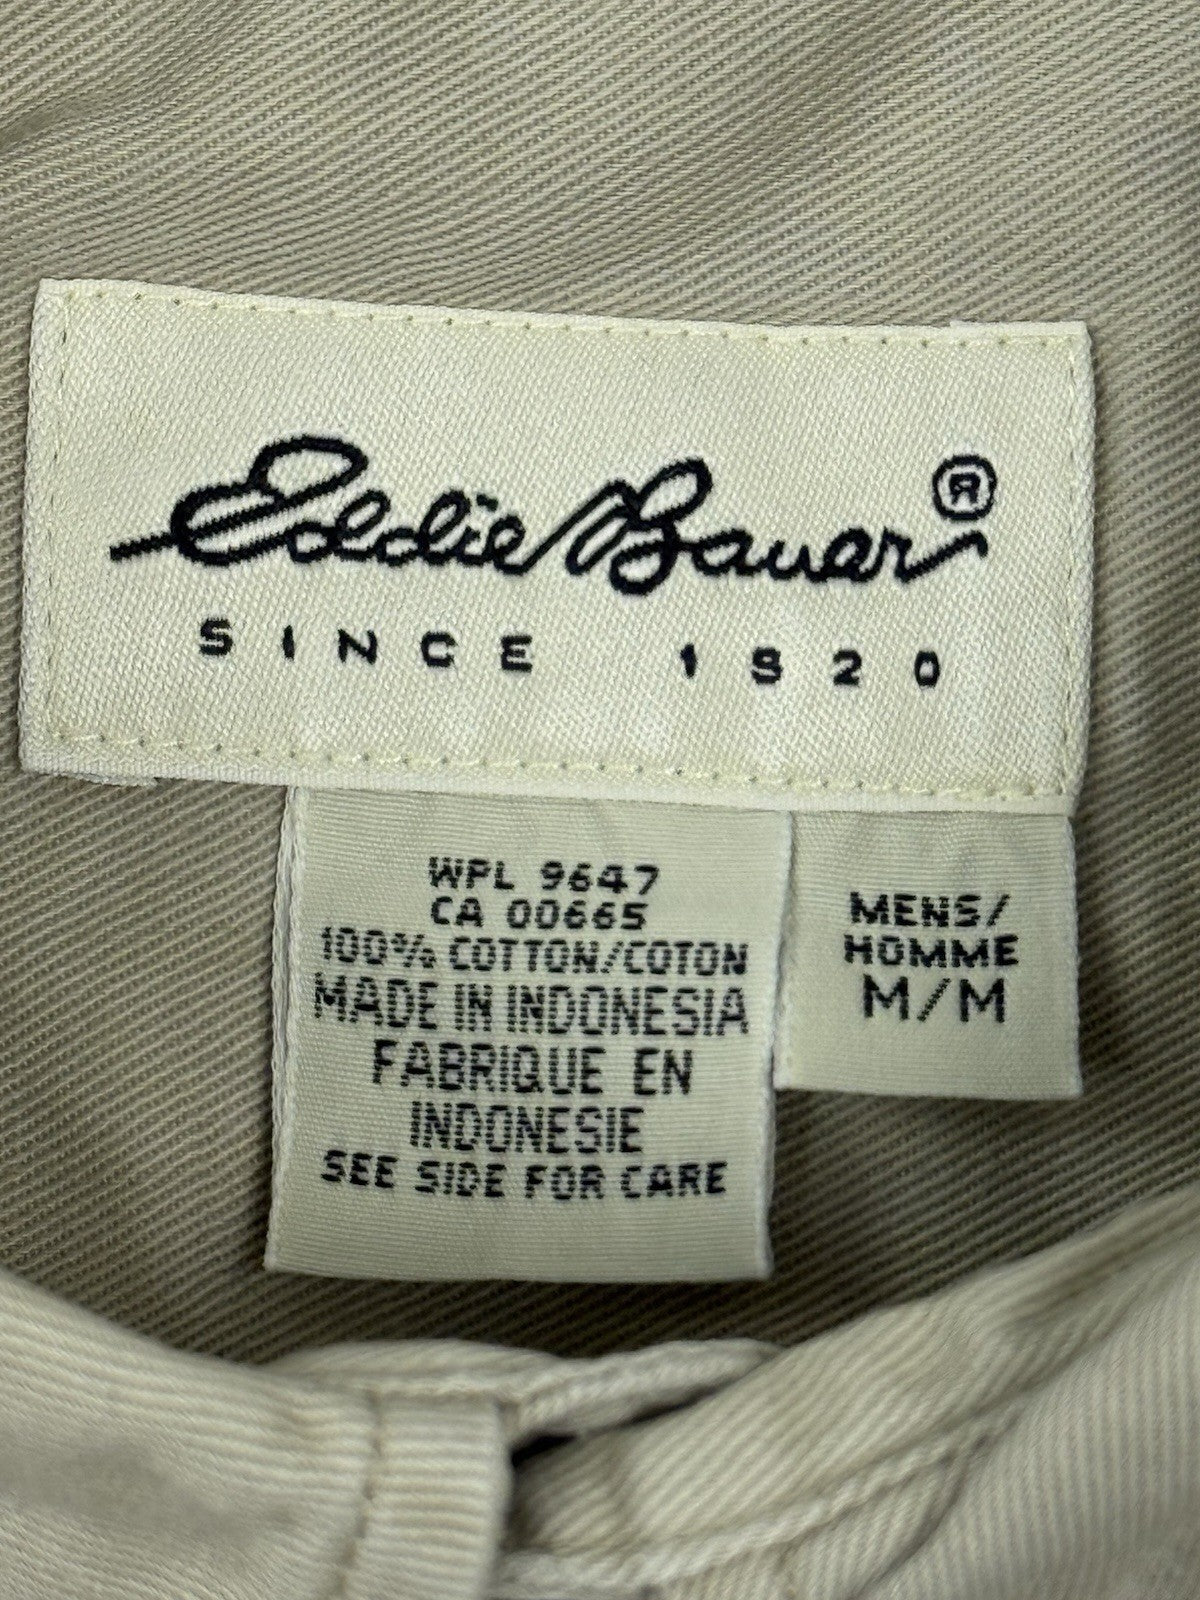 Eddie Bauer®
SINCE 1920
WPL 9647
CA 00665
100% COTTON/COTON
MADE IN INDONESIA
FABRIQUE EN
INDONESIE
SEE SIDE FOR CARE
MENS/
HOMME
M/M